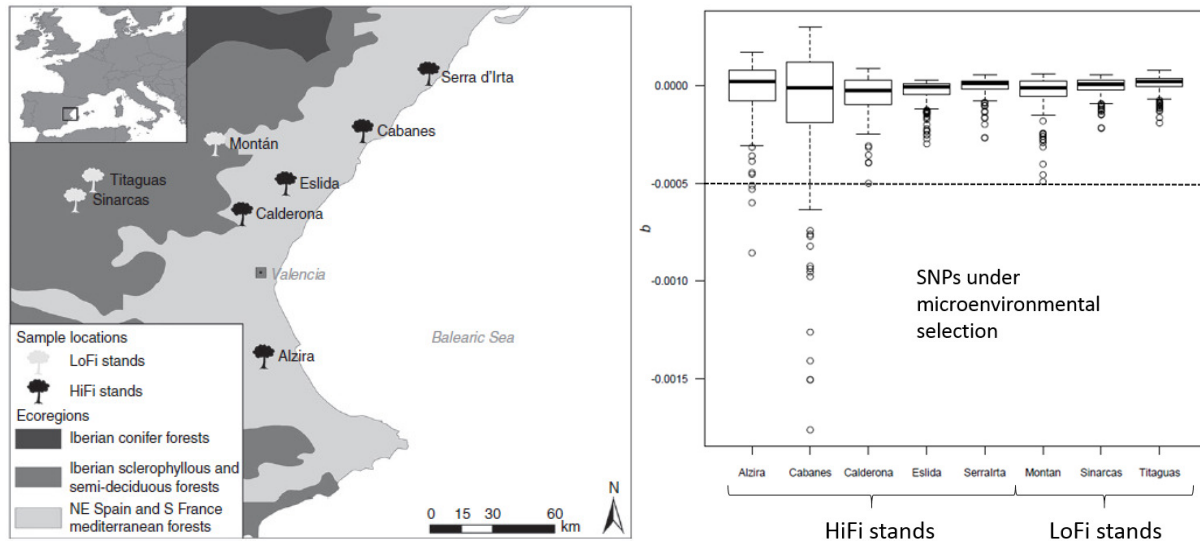 Serra d'Irta
Cabanes
Montán
Eslida
Titaguas
Sinarcas
Calderona
Valencia
Balearic Sea
Alzira
Sample locations
LoFi stands
HiFi stands
Ecoregions
Iberian conifer forests
Iberian sclerophyllous and
semi-deciduous forests
NE Spain and S France
mediterranean forests
0 15 30 60
km
N
0.0000
-0.0005
-0.0010
-0.0015
b
SNPs under
microenvironmental
selection
Alzira Cabanes Calderona Eslida SerraIrta Montan Sinarcas Titaguas
HiFi stands LoFi stands